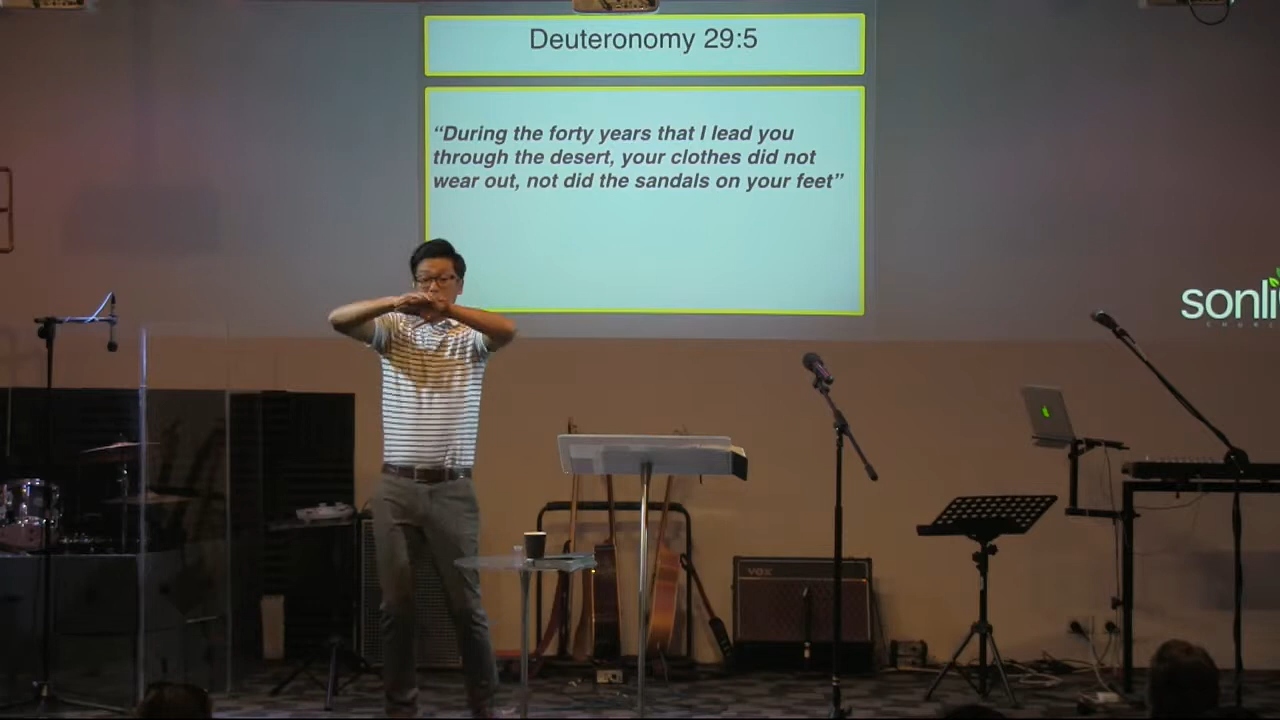 Deuteronomy 29:5
“During the forty years that I lead you
through the desert, your clothes did not
wear out, not did the sandals on your feet”
sonli
CHURC
VOX